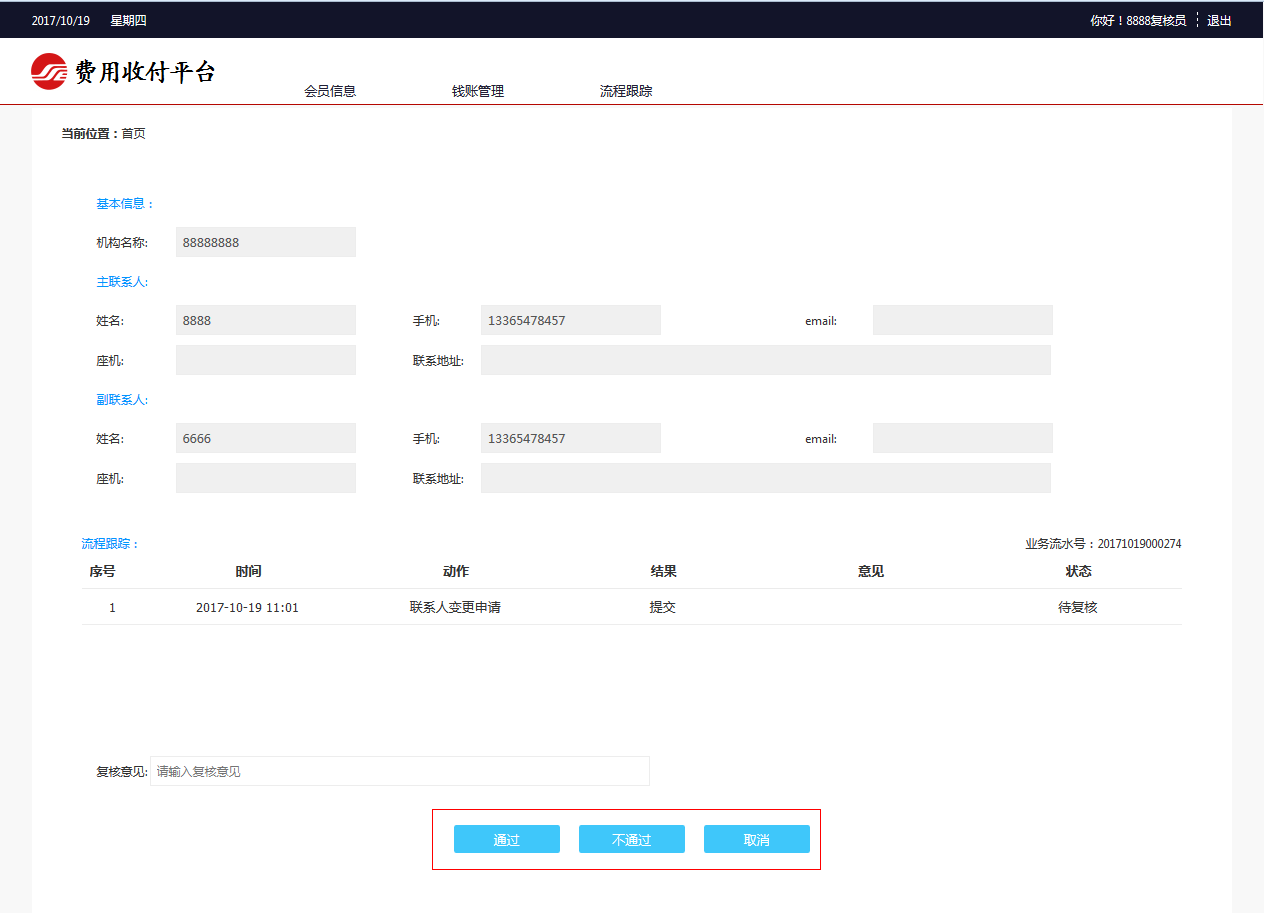 2017/10/19 星期四 你好！8888复核员 退出
费用收付平台
会员信息 钱账管理 流程跟踪
当前位置：首页
基本信息：
机构名称: 88888888
主联系人:
姓名: 8888 手机: 13365478457 email:
座机: 联系地址:
副联系人:
姓名: 6666 手机: 13365478457 email:
座机: 联系地址:
流程跟踪： 业务流水号：20171019000274
序号 时间 动作 结果 意见 状态
1 2017-10-19 11:01 联系人变更申请 提交 待复核
复核意见: 请输入复核意见
通过 不通过 取消